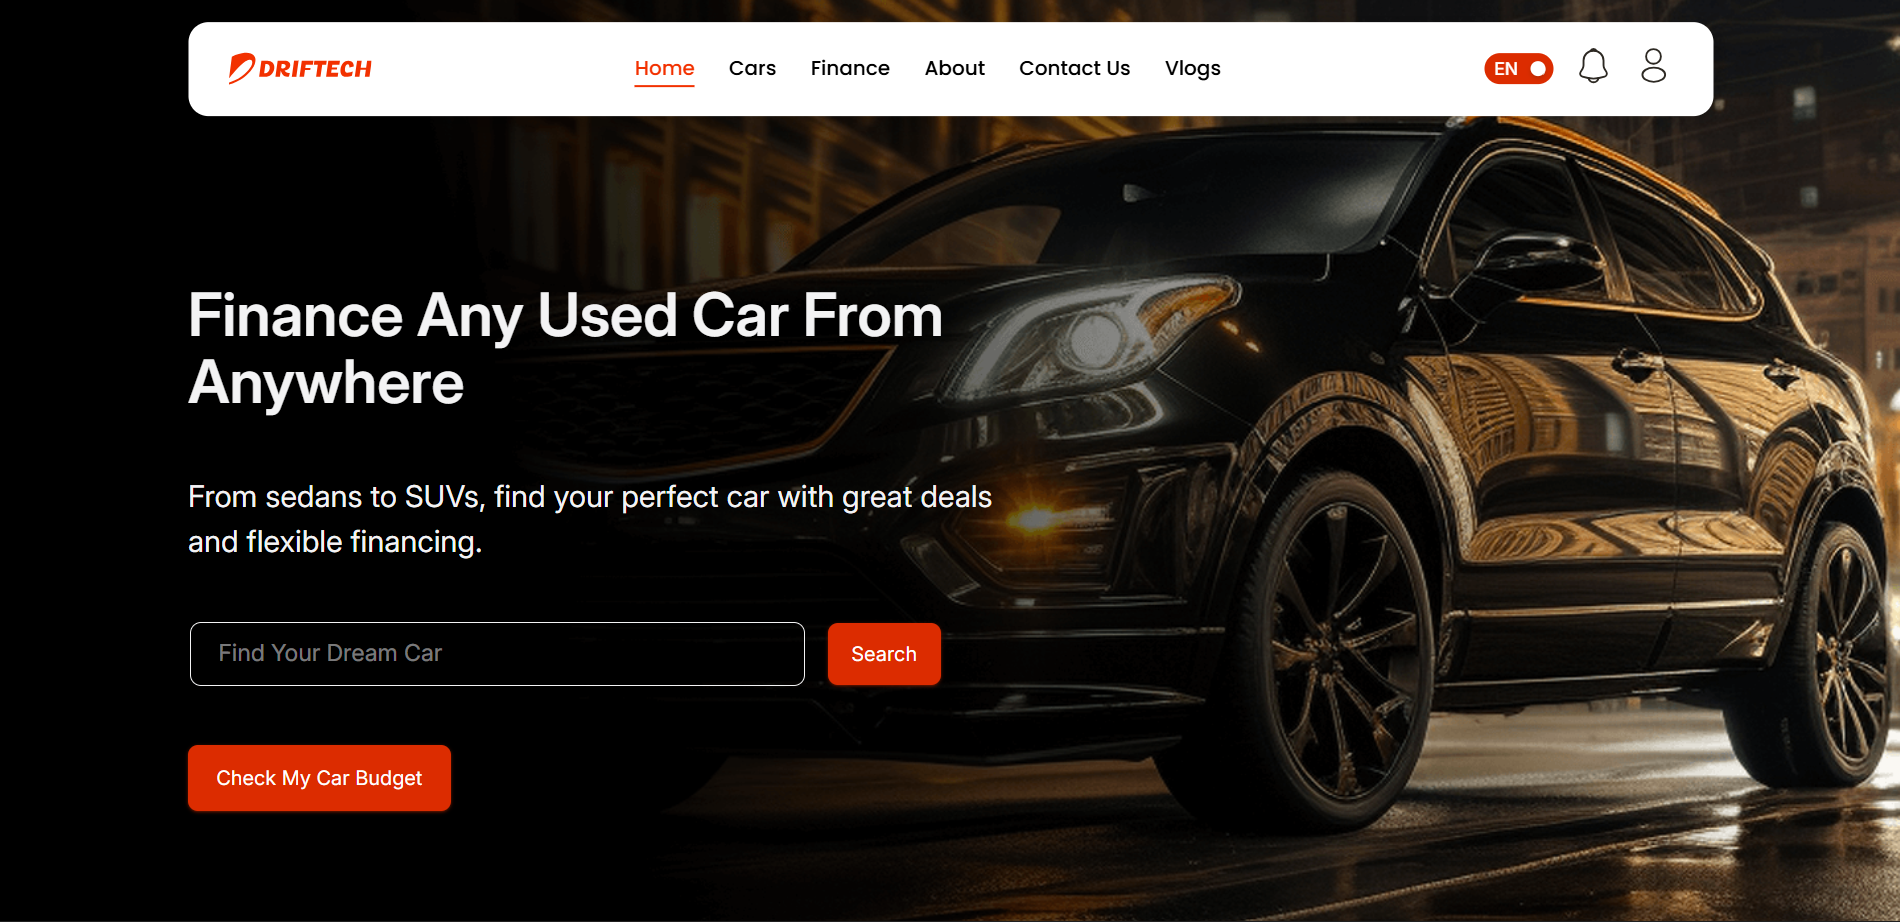 DRIFTECH
Home Cars Finance About Contact Us Vlogs
EN
Finance Any Used Car From
Anywhere
From sedans to SUVs, find your perfect car with great deals
and flexible financing.
Find Your Dream Car
Search
Check My Car Budget